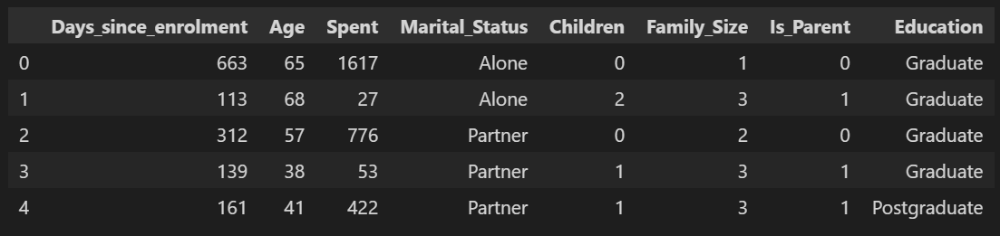 Days_since_enrolment Age Spent Marital_Status Children Family_Size Is_Parent Education
0 663 65 1617 Alone 0 1 0 Graduate
1 113 68 27 Alone 2 3 1 Graduate
2 312 57 776 Partner 0 2 0 Graduate
3 139 38 53 Partner 1 3 1 Graduate
4 161 41 422 Partner 1 3 1 Postgraduate